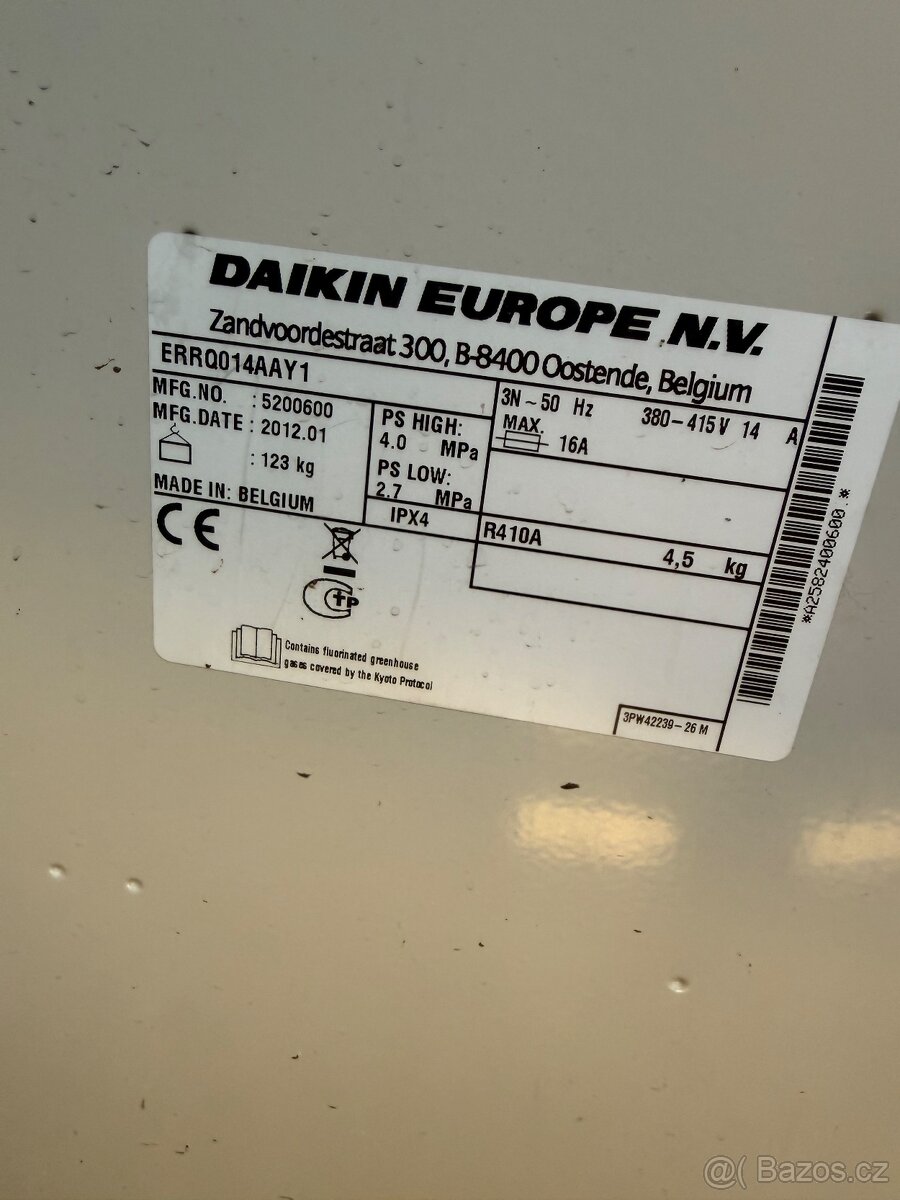 DAIKIN EUROPE N.V.
Zandvoordestraat 300, B-8400 Oostende, Belgium
ERRQ014AAY1
MFG.NO. : 5200600
MFG.DATE : 2012.01
: 123 kg
MADE IN: BELGIUM
PS HIGH:
4.0 MPa
PS LOW:
2.7 MPa
IPX4
3N ~ 50 Hz 380-415V 14 A
MAX.
16A
R410A 4,5 kg
CE
Contains fluorinated greenhouse
gases covered by the Kyoto Protocol
3PW42239-26 M
*A2582400600.*
@( Bazos.cz